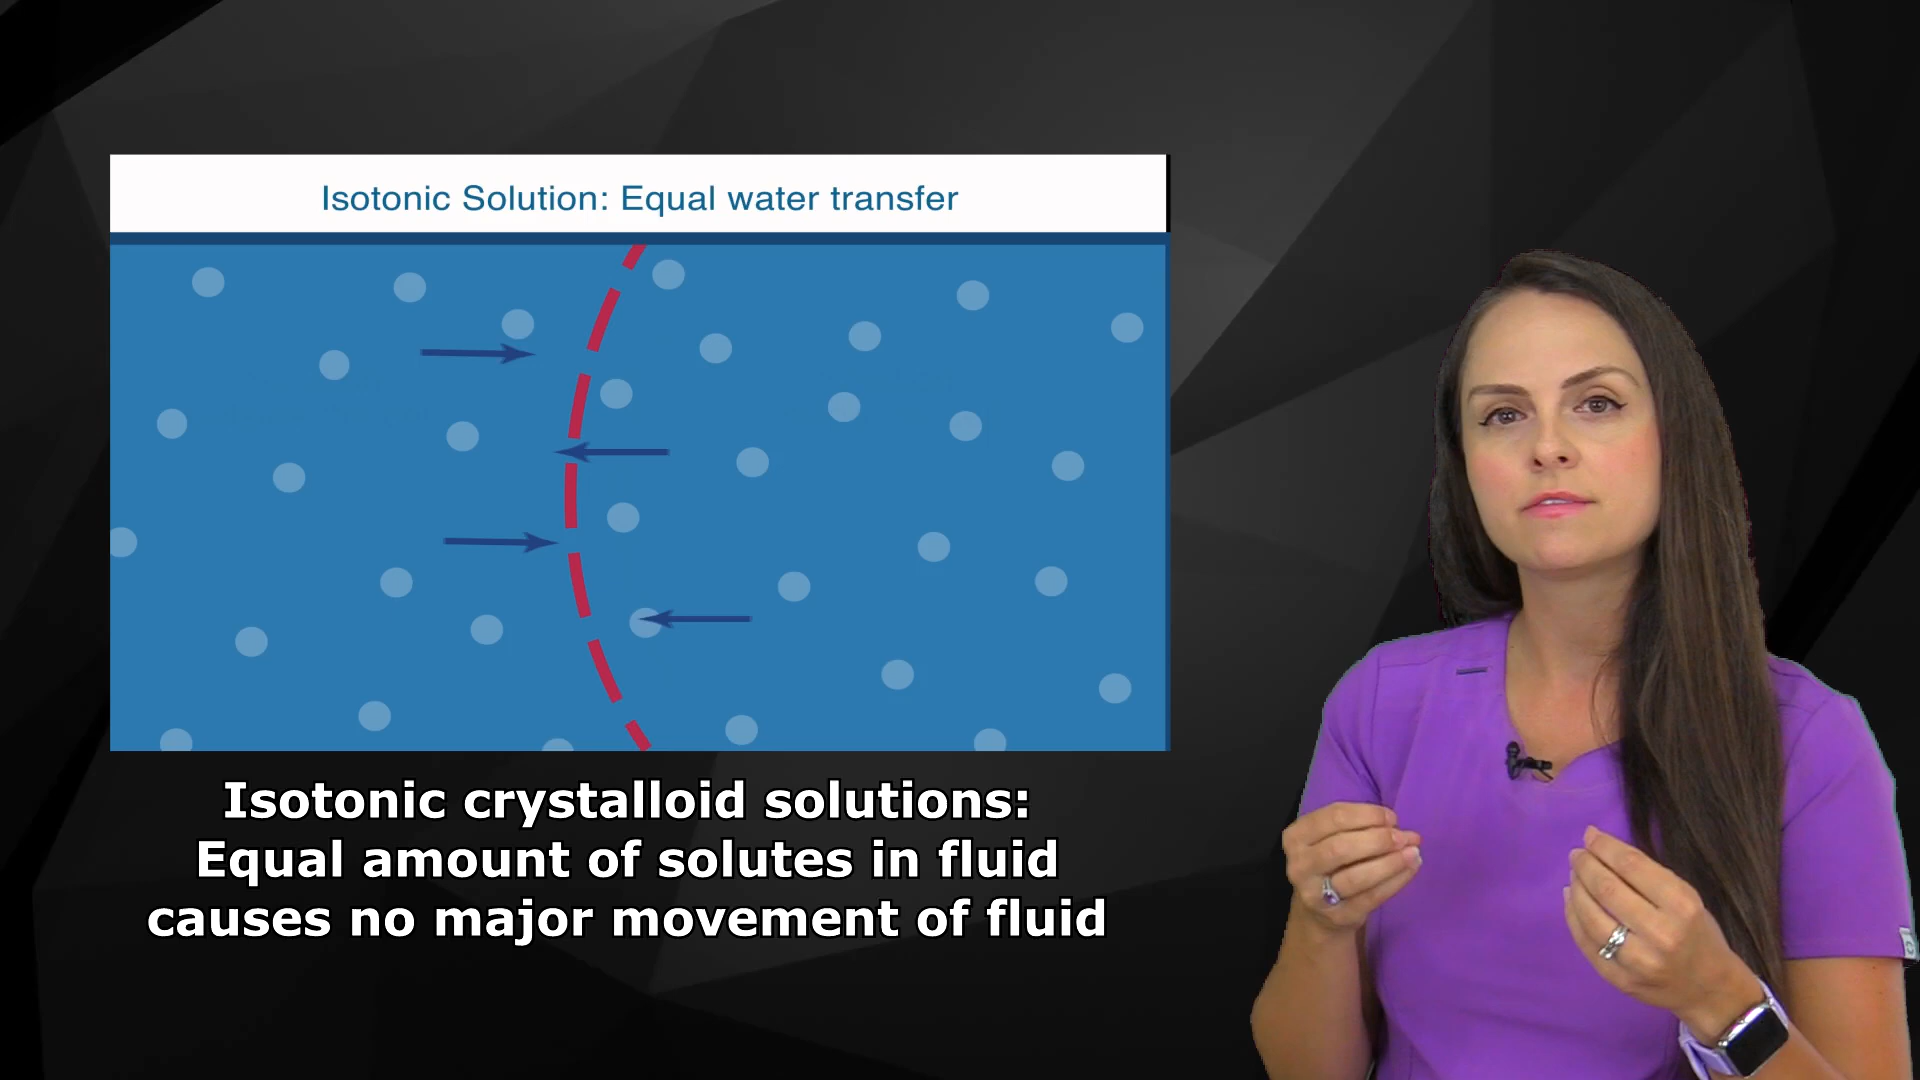 Isotonic Solution: Equal water transfer
Isotonic crystalloid solutions:
Equal amount of solutes in fluid
causes no major movement of fluid